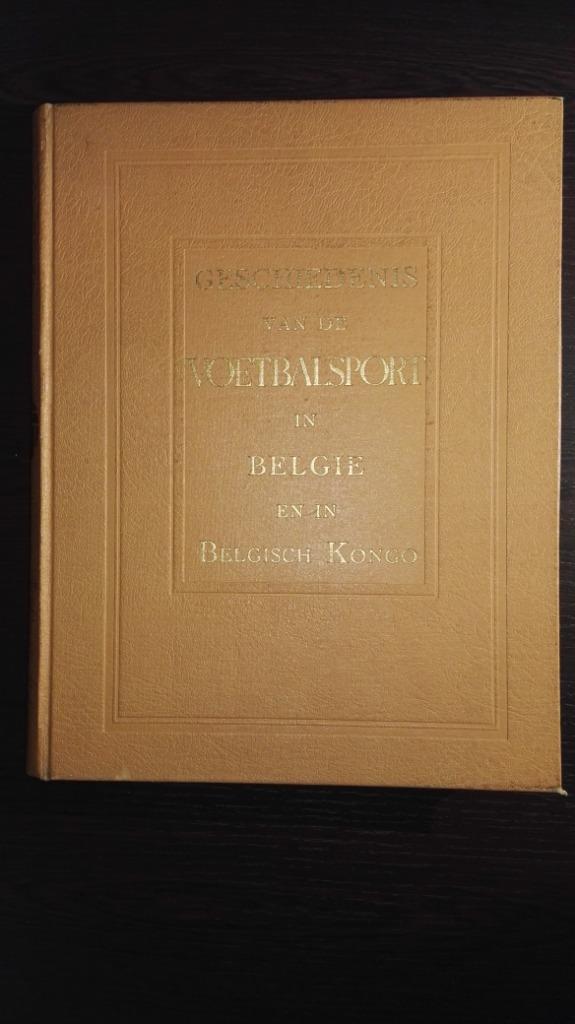 GESCHIEDENIS
VAN DE
VOETBALSPORT
IN
BELGIE
EN IN
BELGISCH KONGO